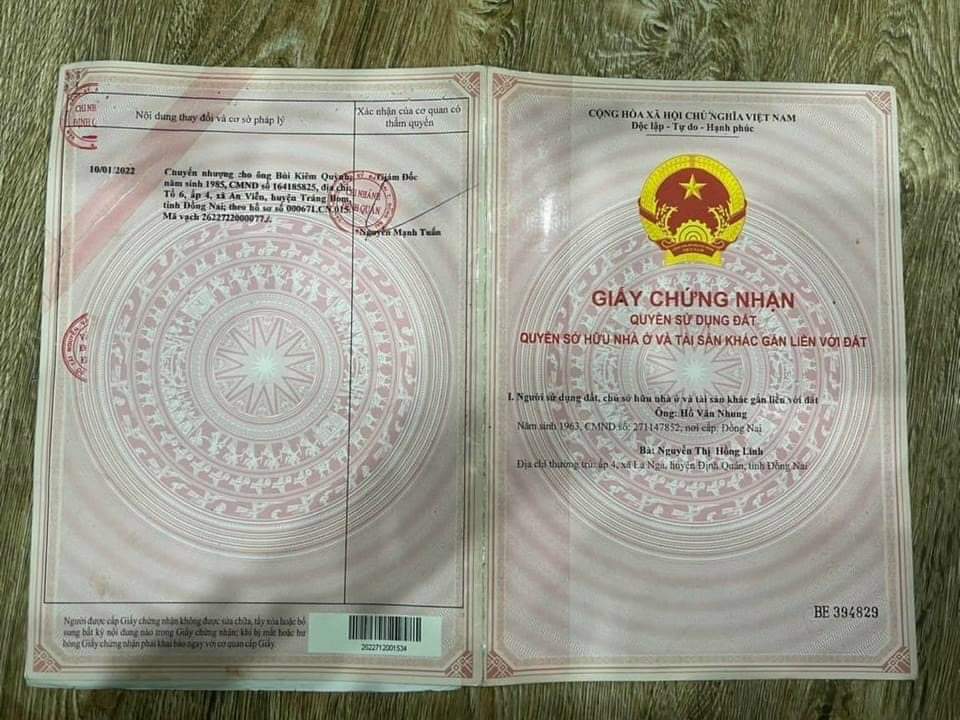 CHI NH
ĐỊNH Q
Nội dung thay đổi và cơ sở pháp lý
Xác nhận của cơ quan có
thẩm quyền
10/01/2022
Chuyển nhượng cho ông Bùi Kiêm Quỳnh,
năm sinh 1985, CMND số 164185825, địa chỉ:
Tổ 6, ấp 4, xã An Viễn, huyện Trảng Bom,
tỉnh Đồng Nai; theo hồ sơ số 000671.CN.015.
Mã vạch 2622722000077./.
Giám Đốc
CHI NHÁNH
ĐỊNH QUÁN
Nguyễn Mạnh Tuấn
Người được cấp Giấy chứng nhận không được sửa chữa, tẩy xóa hoặc bổ
sung bất kỳ nội dung nào trong Giấy chứng nhận; khi bị mất hoặc hư
hỏng Giấy chứng nhận phải khai báo ngay với cơ quan cấp Giấy.
2622712001534
CỘNG HÒA XÃ HỘI CHỦ NGHĨA VIỆT NAM
Độc lập - Tự do - Hạnh phúc
GIẤY CHỨNG NHẬN
QUYỀN SỬ DỤNG ĐẤT
QUYỀN SỞ HỮU NHÀ Ở VÀ TÀI SẢN KHÁC GẮN LIỀN VỚI ĐẤT
I. Người sử dụng đất, chủ sở hữu nhà ở và tài sản khác gắn liền với đất
Ông: Hồ Văn Nhung
Năm sinh 1963, CMND số: 271147852, nơi cấp: Đồng Nai
Bà: Nguyễn Thị Hồng Linh
Địa chỉ thường trú: ấp 4, xã La Ngà, huyện Định Quán, tỉnh Đồng Nai
BE 394829